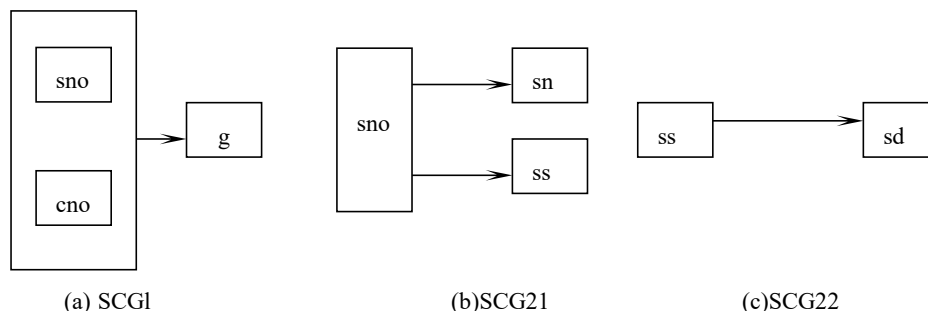 sno
cno
g
(a) SCGl
sno
sn
ss
(b)SCG21
ss
sd
(c)SCG22